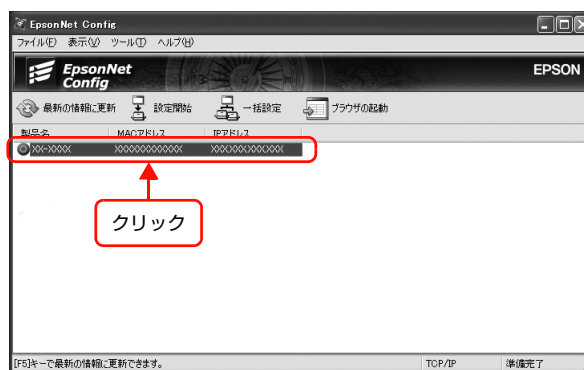 EpsonNet Config
ファイル(F) 表示(V) ツール(T) ヘルプ(H)
EpsonNet
Config
EPSON
最新の情報に更新 設定開始 一括設定 ブラウザの起動
製品名 MACアドレス IPアドレス
XX-XXXX XXXXXXXXXXXX XXX.XXX.XXX.XXX
クリック
[F5]キーで最新の情報に更新できます。 TCP/IP 準備完了